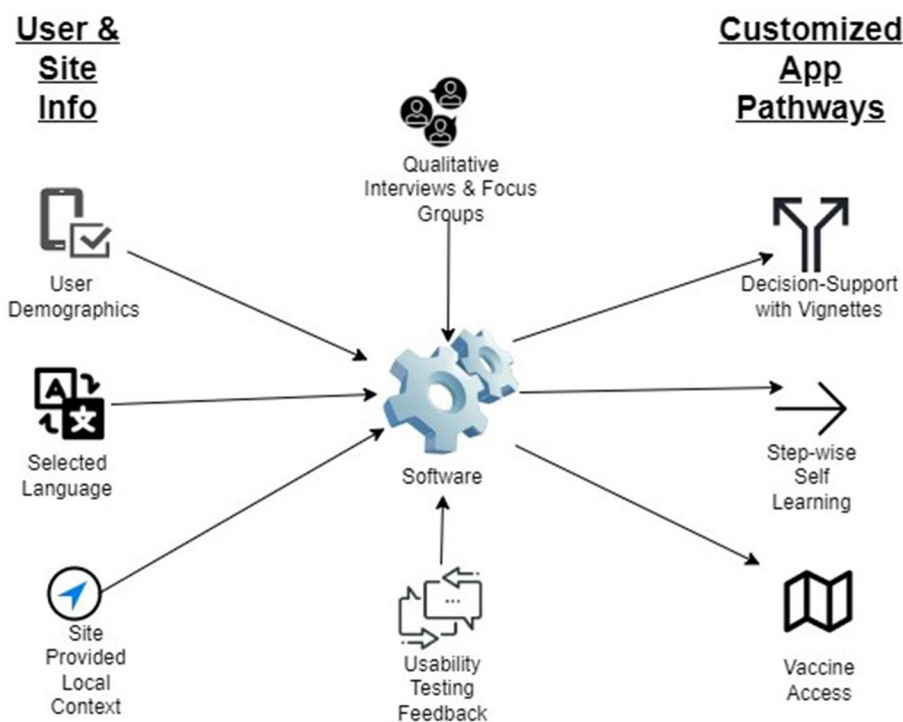 User &
Site
Info
Customized
App
Pathways
Qualitative
Interviews & Focus
Groups
User
Demographics
Decision-Support
with Vignettes
A
文
Selected
Language
Software
Step-wise
Self
Learning
Site
Provided
Local
Context
...
Usability
Testing
Feedback
Vaccine
Access